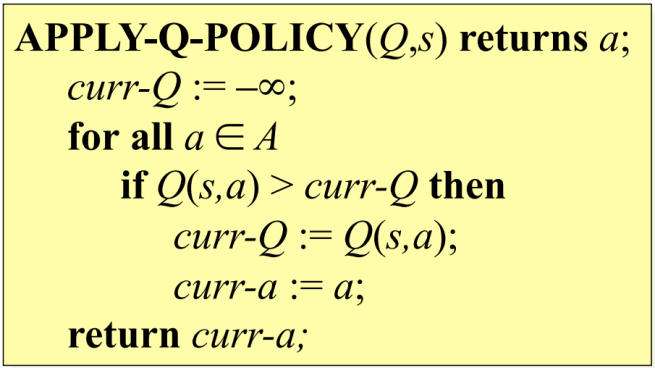 APPLY-Q-POLICY(Q,s) returns a;
curr-Q := –∞;
for all a ∈ A
if Q(s,a) > curr-Q then
curr-Q := Q(s,a);
curr-a := a;
return curr-a;